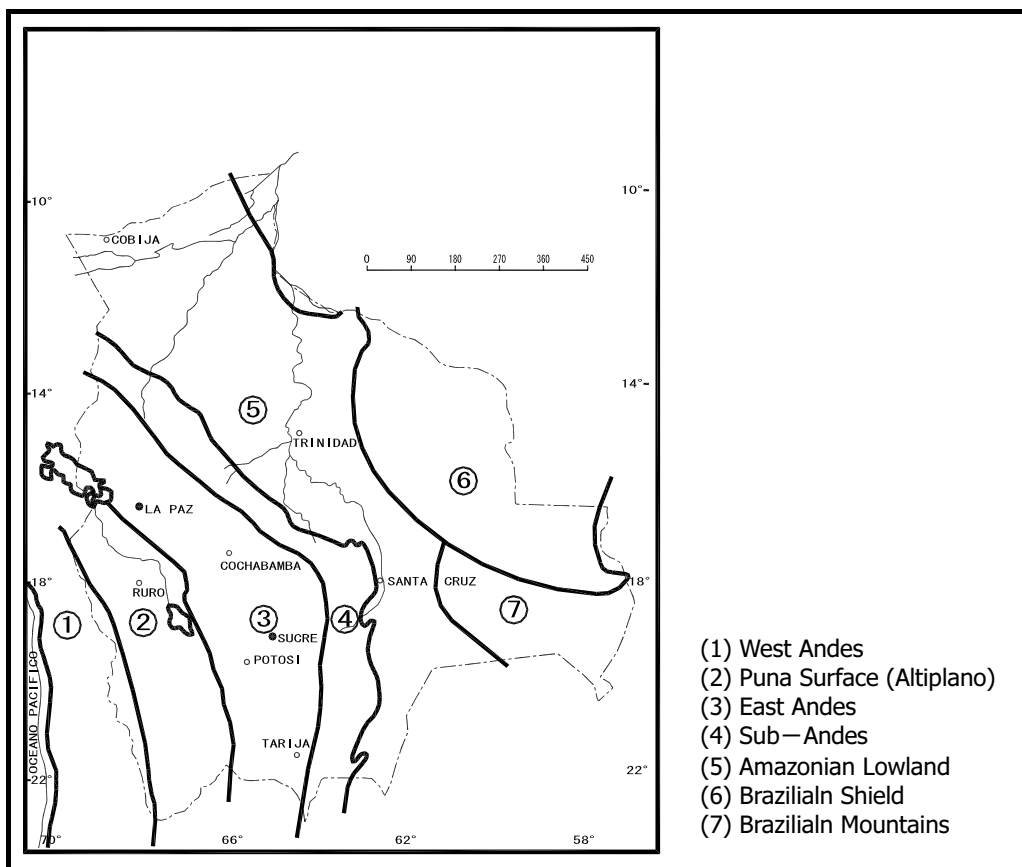 10°
10°
COBIJA
0 90 180 270 360 450
14°
14°
5
TRINIDAD
6
LA PAZ
COCHABAMBA
18°
RURO
SANTA CRUZ
18°
1
2
3
4
7
SUCRE
POTOSI
OCEANO PACIFICO
TARIJA
22°
22°
70°
66°
62°
58°
(1) West Andes
(2) Puna Surface (Altiplano)
(3) East Andes
(4) Sub－Andes
(5) Amazonian Lowland
(6) Brazilialn Shield
(7) Brazilialn Mountains